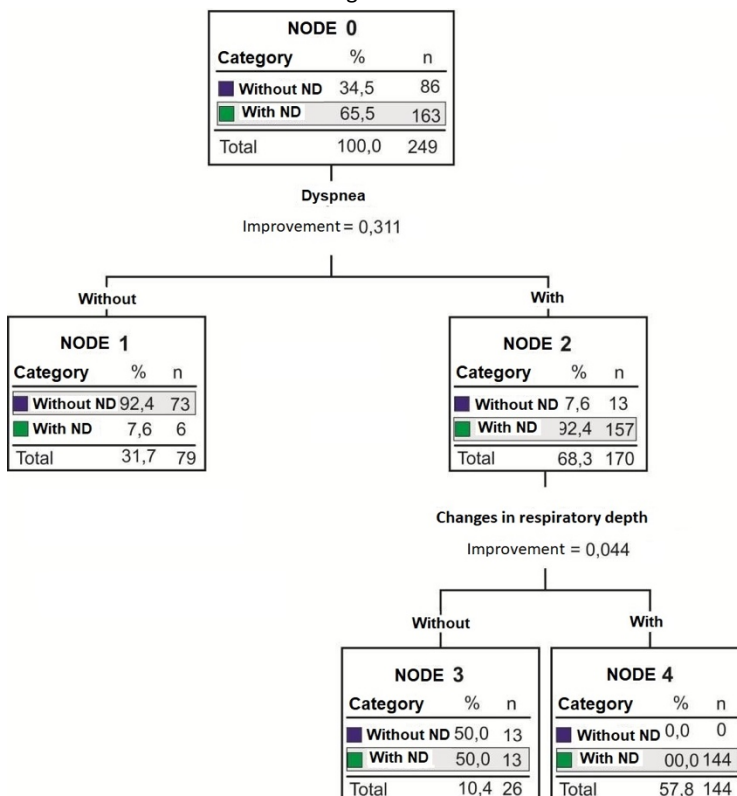 NODE 0
Category % n
Without ND 34,5 86
With ND 65,5 163
Total 100,0 249
Dyspnea
Improvement = 0,311
Without
With
NODE 1
Category % n
Without ND 92,4 73
With ND 7,6 6
Total 31,7 79
NODE 2
Category % n
Without ND 7,6 13
With ND 92,4 157
Total 68,3 170
Changes in respiratory depth
Improvement = 0,044
Without
With
NODE 3
Category % n
Without ND 50,0 13
With ND 50,0 13
Total 10,4 26
NODE 4
Category % n
Without ND 0,0 0
With ND 00,0 144
Total 57,8 144